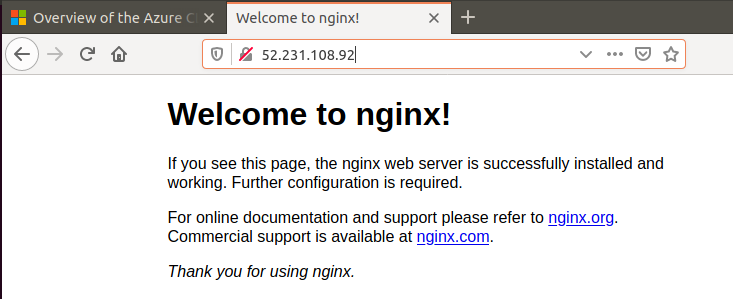 Overview of the Azure C
Welcome to nginx!
52.231.108.92
Welcome to nginx!
If you see this page, the nginx web server is successfully installed and
working. Further configuration is required.
For online documentation and support please refer to nginx.org.
Commercial support is available at nginx.com.
Thank you for using nginx.